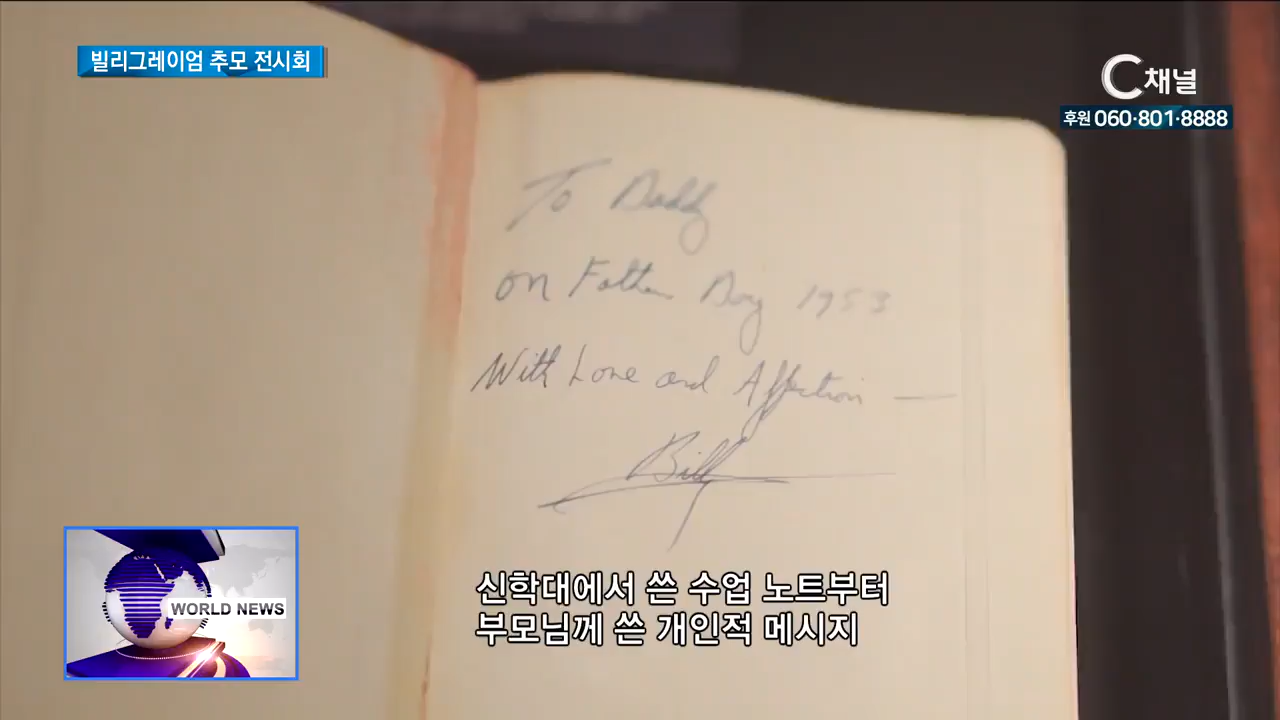 빌리그레이엄 추모 전시회
C채널
후원 060·801·8888
To Daddy
on Father Day 1953
With Love and Affection —
Billy
WORLD NEWS
신학대에서 쓴 수업 노트부터
부모님께 쓴 개인적 메시지